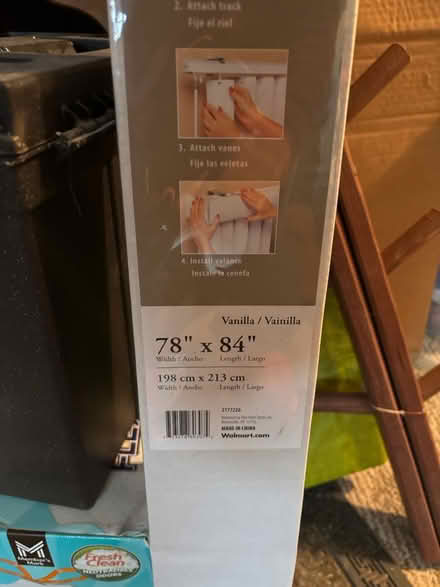 2. Attach track
Fije el riel
3. Attach vanes
Fije las veletas
4. Install valance
Instale la cenefa
Vanilla / Vainilla
78" x 84"
Width / Ancho Length / Largo
198 cm x 213 cm
Width / Ancho Length / Largo
MADE IN CHINA
Walmart.com
M
Member's
Mark
Fresh
Clean
ODORS